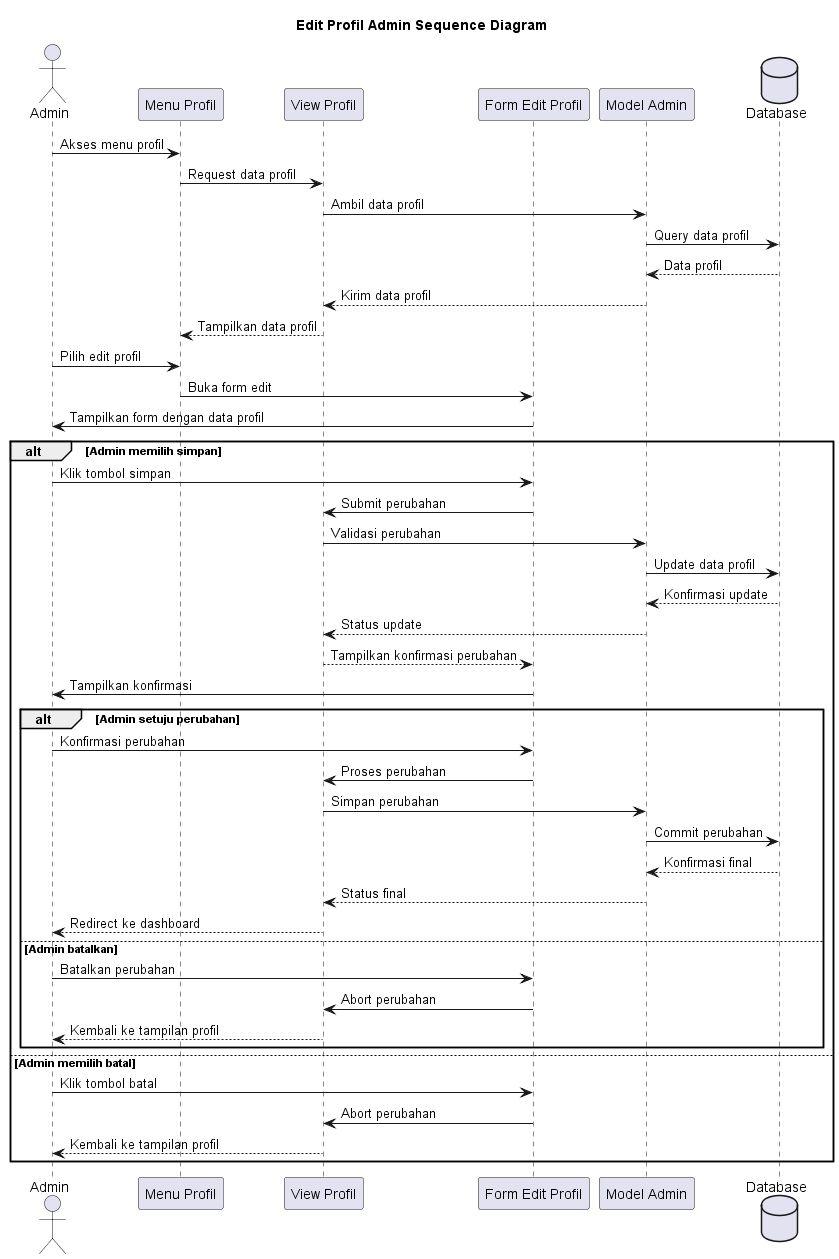 Edit Profil Admin Sequence Diagram
Admin
Menu Profil
View Profil
Form Edit Profil
Model Admin
Database
Akses menu profil
Request data profil
Ambil data profil
Query data profil
Data profil
Kirim data profil
Tampilkan data profil
Pilih edit profil
Buka form edit
Tampilkan form dengan data profil
alt [Admin memilih simpan]
Klik tombol simpan
Submit perubahan
Validasi perubahan
Update data profil
Konfirmasi update
Status update
Tampilkan konfirmasi perubahan
Tampilkan konfirmasi
alt [Admin setuju perubahan]
Konfirmasi perubahan
Proses perubahan
Simpan perubahan
Commit perubahan
Konfirmasi final
Status final
Redirect ke dashboard
[Admin batalkan]
Batalkan perubahan
Abort perubahan
Kembali ke tampilan profil
[Admin memilih batal]
Klik tombol batal
Abort perubahan
Kembali ke tampilan profil
Admin
Menu Profil
View Profil
Form Edit Profil
Model Admin
Database